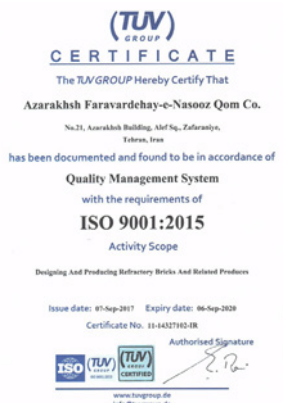 (TUV)
GROUP
CERTIFICATE
The TUV GROUP Hereby Certify That
Azarakhsh Faravardehay-e-Nasooz Qom Co.
No.21, Azarakhsh Building, Alef Sq., Zafaraniye,
Tehran, Iran
has been documented and found to be in accordance of
Quality Management System
with the requirements of
ISO 9001:2015
Activity Scope
Designing And Producing Refractory Bricks And Related Produces
Issue date: 07-Sep-2017 Expiry date: 06-Sep-2020
Certificate No. 11-14327102-IR
Authorised Signature
ISO (TUV) (TUV)
CERTIFIED
www.tuvgroup.de